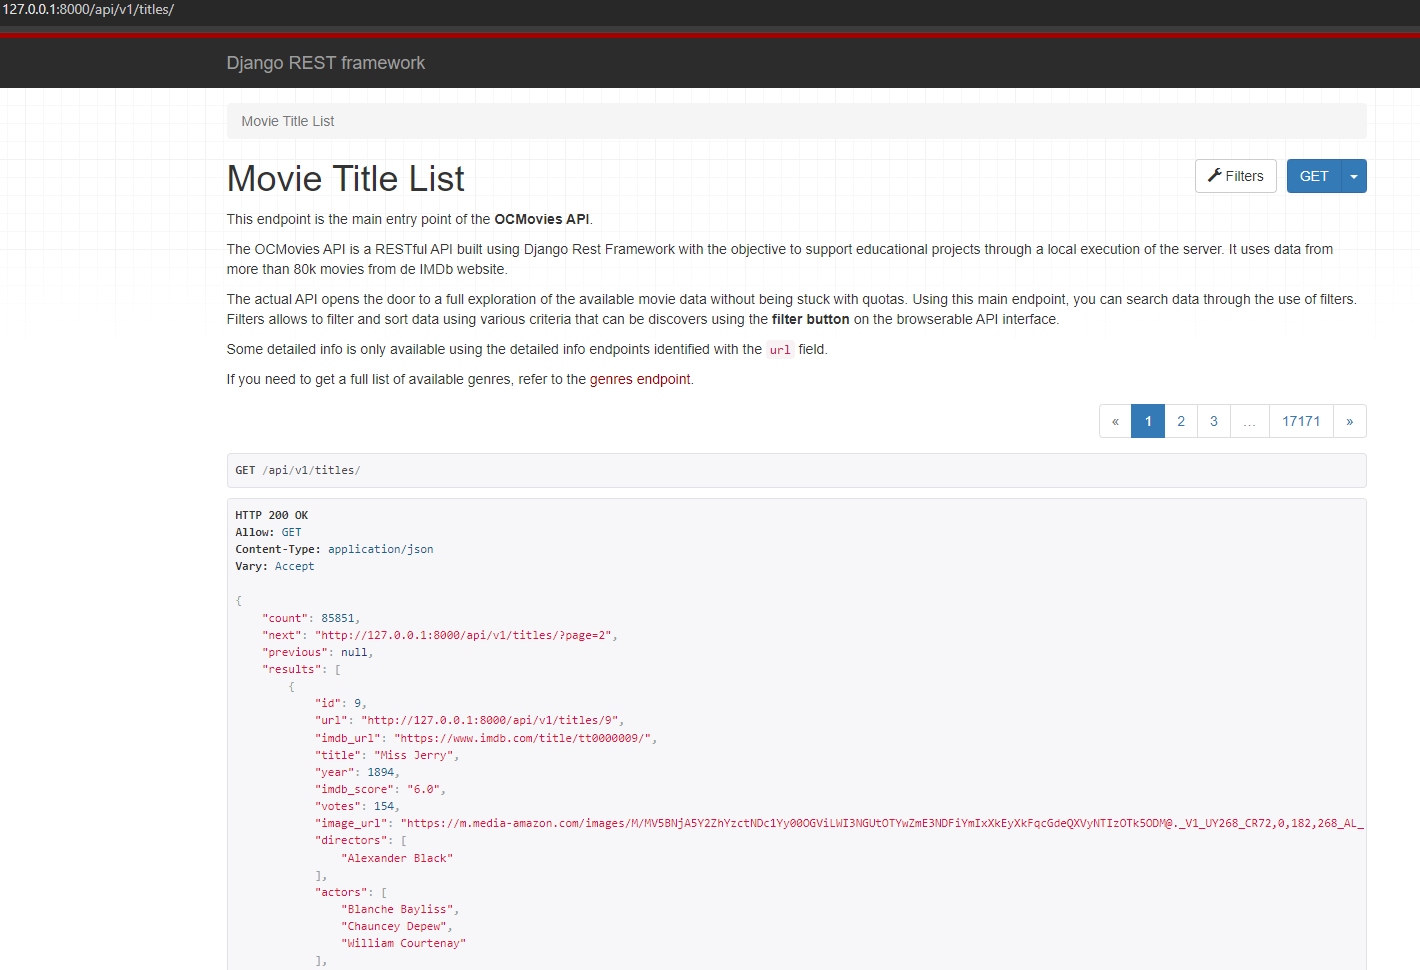 127.0.0.1:8000/api/v1/titles/
Django REST framework
Movie Title List
Movie Title List
Filters
GET
This endpoint is the main entry point of the OCMovies API.
The OCMovies API is a RESTful API built using Django Rest Framework with the objective to support educational projects through a local execution of the server. It uses data from
more than 80k movies from de IMDb website.
The actual API opens the door to a full exploration of the available movie data without being stuck with quotas. Using this main endpoint, you can search data through the use of filters.
Filters allows to filter and sort data using various criteria that can be discovers using the filter button on the browserable API interface.
Some detailed info is only available using the detailed info endpoints identified with the url field.
If you need to get a full list of available genres, refer to the genres endpoint.
« 1 2 3 … 17171 »
GET /api/v1/titles/
HTTP 200 OK
Allow: GET
Content-Type: application/json
Vary: Accept
{
"count": 85851,
"next": "http://127.0.0.1:8000/api/v1/titles/?page=2",
"previous": null,
"results": [
{
"id": 9,
"url": "http://127.0.0.1:8000/api/v1/titles/9",
"imdb_url": "https://www.imdb.com/title/tt0000009/",
"title": "Miss Jerry",
"year": 1894,
"imdb_score": "6.0",
"votes": 154,
"image_url": "https://m.media-amazon.com/images/M/MV5BNjA5Y2ZhYzctNDc1Yy00OGViLWI3NGUtOTYwZmE3NDFiYmIxXkEyXkFqcGdeQXVyNTIzOTk5ODM@._V1_UY268_CR72,0,182,268_AL_
"directors": [
"Alexander Black"
],
"actors": [
"Blanche Bayliss",
"Chauncey Depew",
"William Courtenay"
],